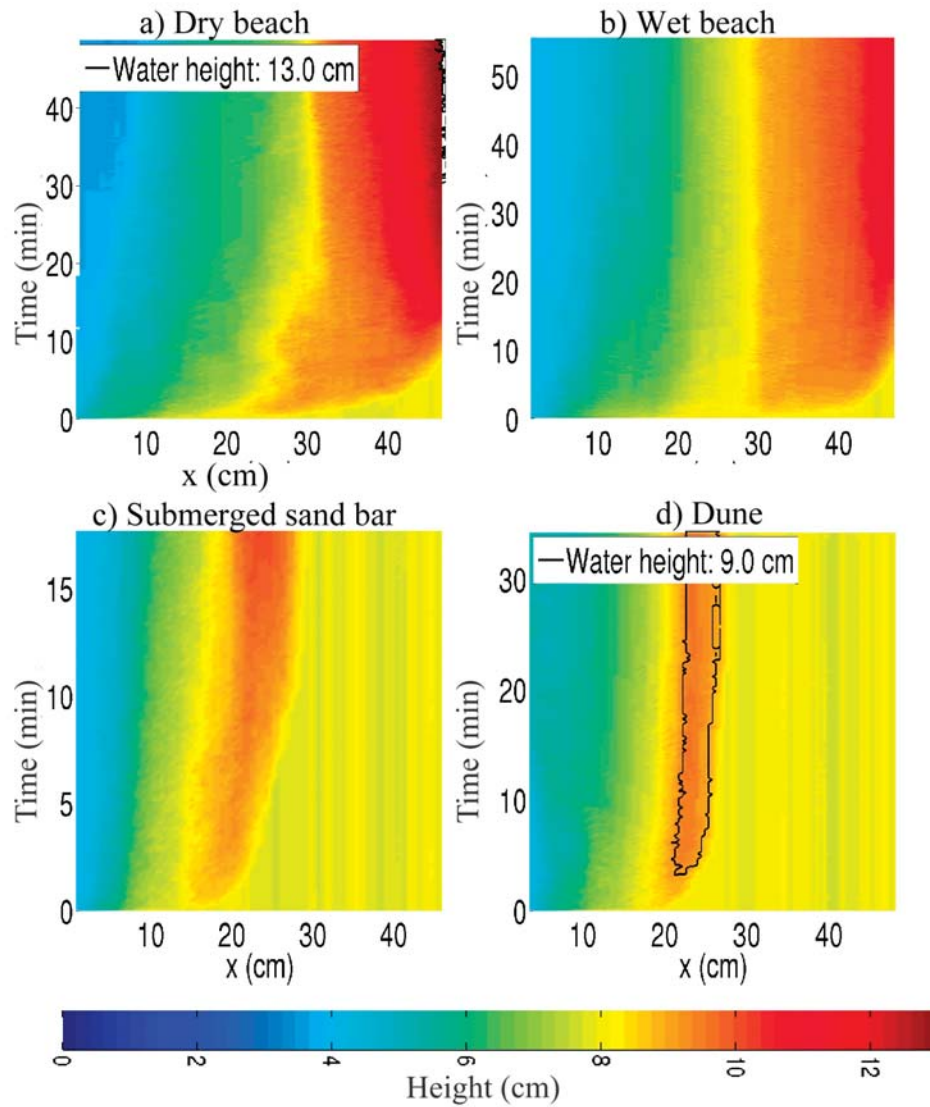 a) Dry beach
b) Wet beach
Water height: 13.0 cm
40
30
20
10
0
Time (min)
10 20 30 40
x (cm)
50
40
30
20
10
0
Time (min)
10 20 30 40
c) Submerged sand bar
d) Dune
15
10
5
0
Time (min)
10 20 30 40
x (cm)
Water height: 9.0 cm
30
20
10
0
Time (min)
10 20 30 40
x (cm)
0 2 4 6 8 10 12
Height (cm)